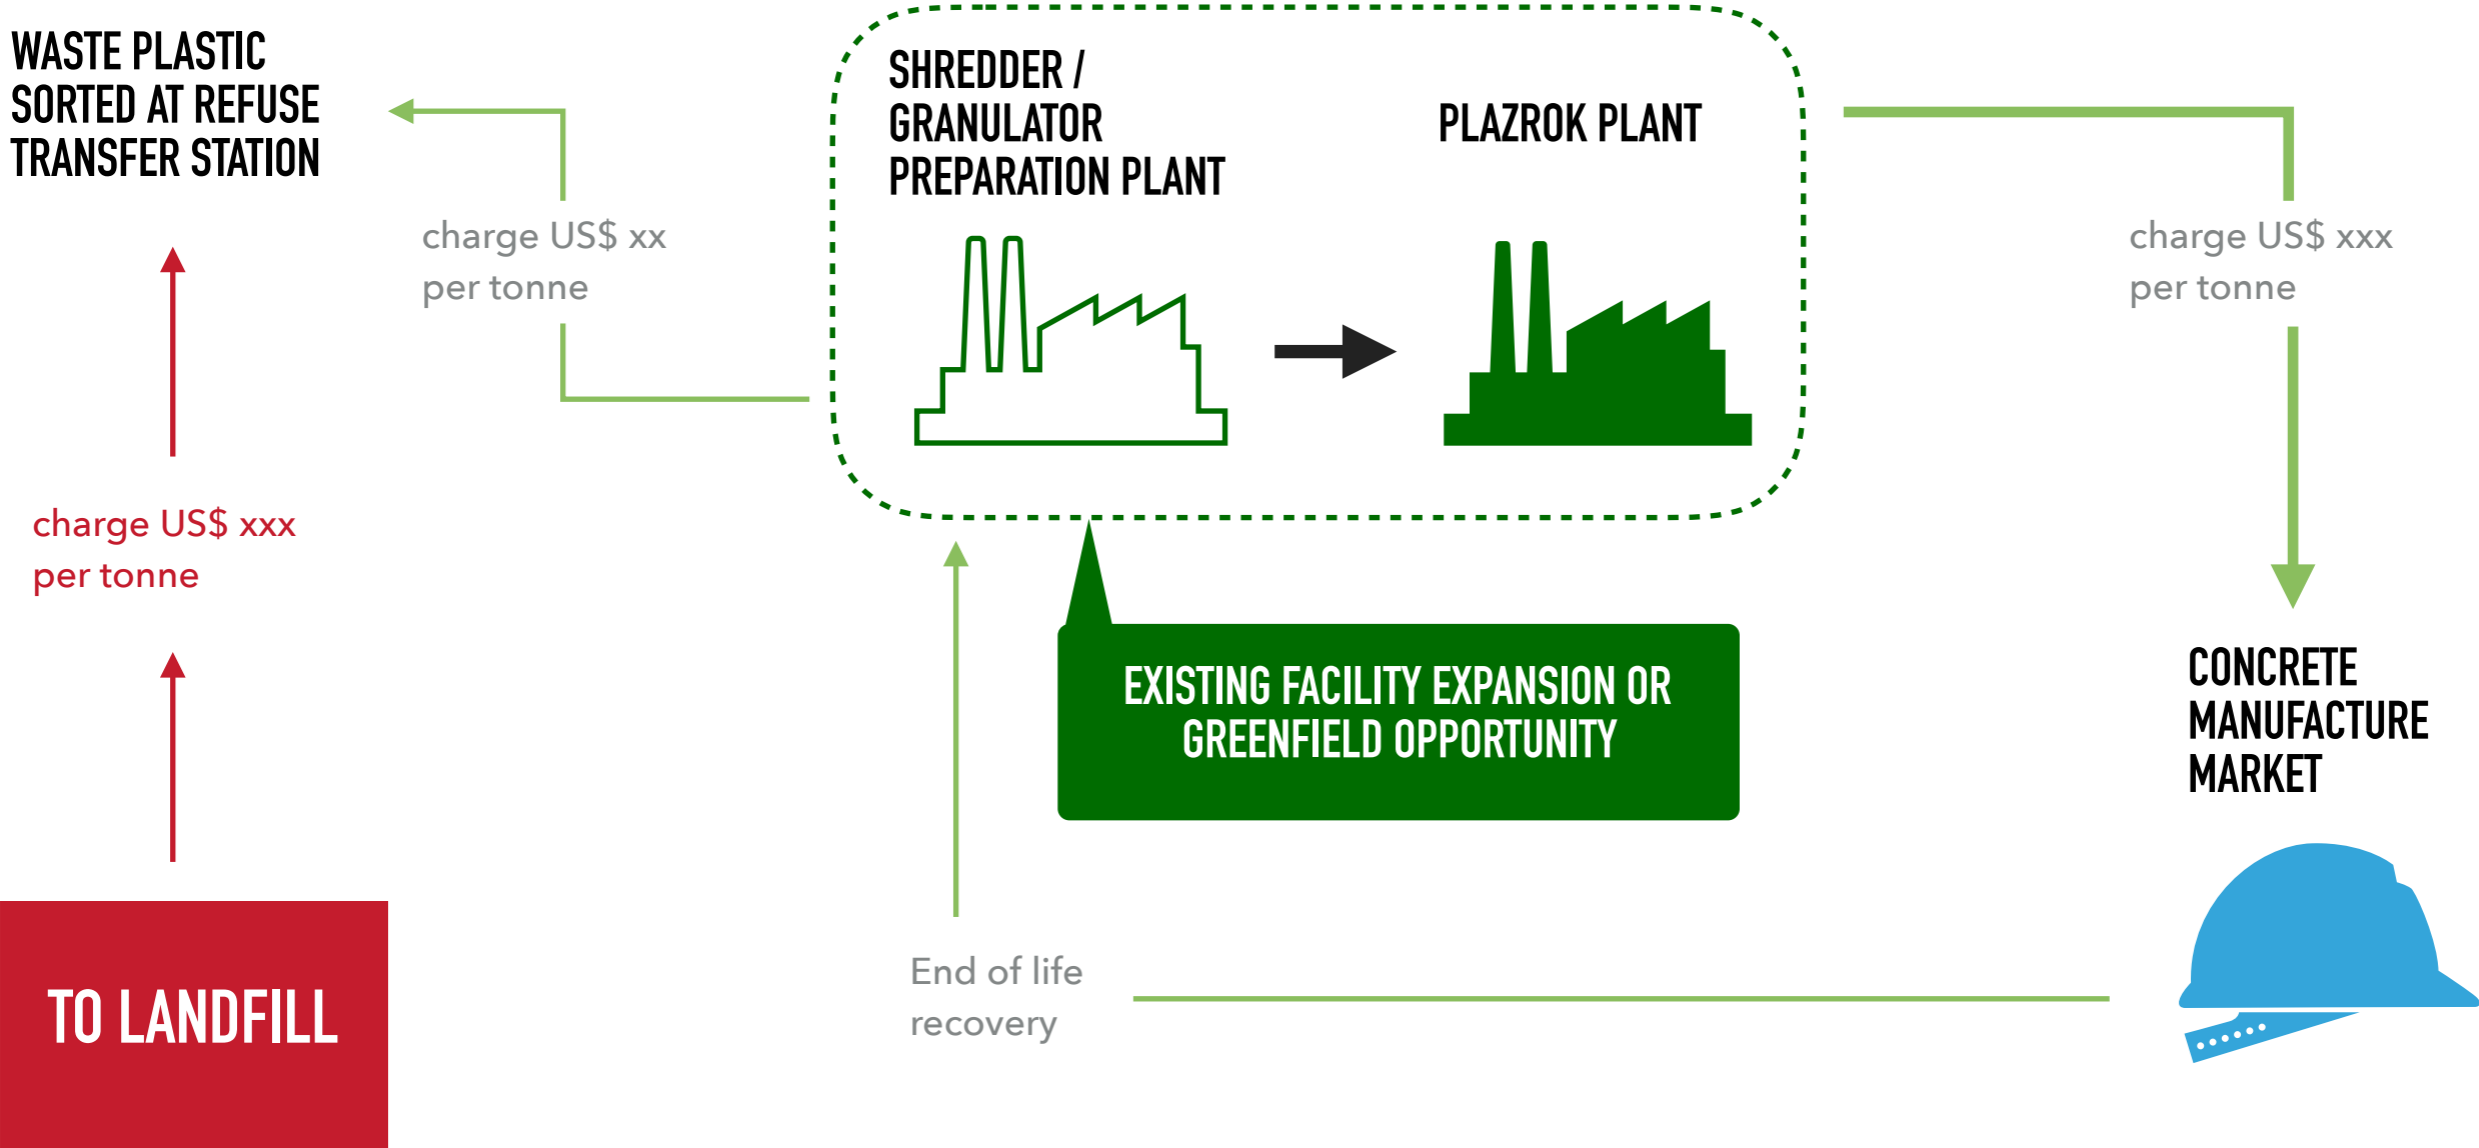 WASTE PLASTIC
SORTED AT REFUSE
TRANSFER STATION
charge US$ xx
per tonne
charge US$ xxx
per tonne
TO LANDFILL
SHREDDER /
GRANULATOR
PREPARATION PLANT
PLAZROK PLANT
EXISTING FACILITY EXPANSION OR
GREENFIELD OPPORTUNITY
End of life
recovery
charge US$ xxx
per tonne
CONCRETE
MANUFACTURE
MARKET